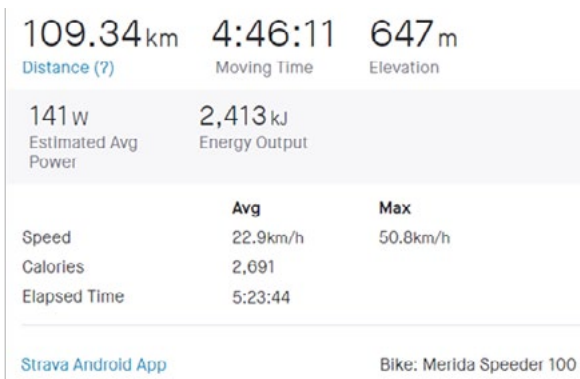 109.34km 4:46:11 647m
Distance (?) Moving Time Elevation
141W 2,413kJ
Estimated Avg Energy Output
Power
Avg Max
Speed 22.9km/h 50.8km/h
Calories 2,691
Elapsed Time 5:23:44
Strava Android App Bike: Merida Speeder 100